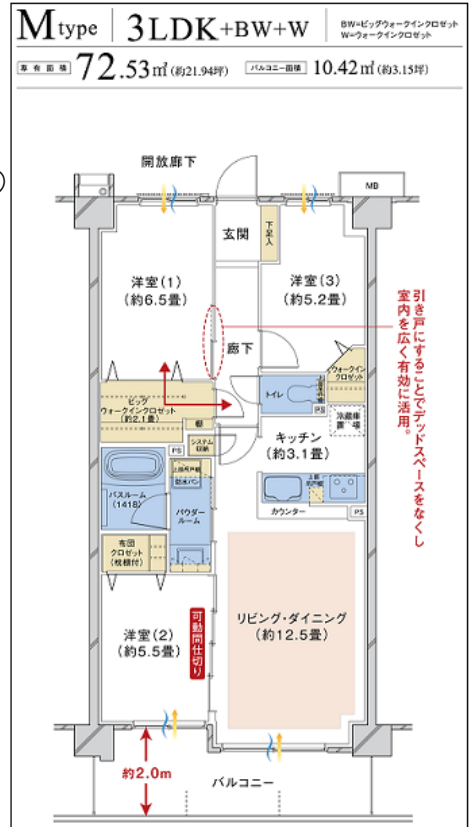 Mtype 3LDK+BW+W
BW=ビッグウォークインクロゼット
W=ウォークインクロゼット
専有面積 72.53㎡(約21.94坪) バルコニー面積 10.42㎡(約3.15坪)
開放廊下
MB
玄関
下足入
洋室(1)
(約6.5畳)
洋室(3)
(約5.2畳)
廊下
引き戸にすることでデッドスペースをなくし
室内を広く有効に活用。
ウォークイン
クロゼット
トイレ
PS
冷蔵庫
置場
ビッグ
ウォークインクロゼット
(約2.1畳)
棚
PS
システム
収納
キッチン
(約3.1畳)
上部吊戸棚
防水パン
バスルーム
(1418)
パウダー
ルーム
上部
吊戸棚
カウンター
PS
布団
クロゼット
(枕棚付)
リビング・ダイニング
(約12.5畳)
洋室(2)
(約5.5畳)
可動間仕切り
約2.0m
バルコニー